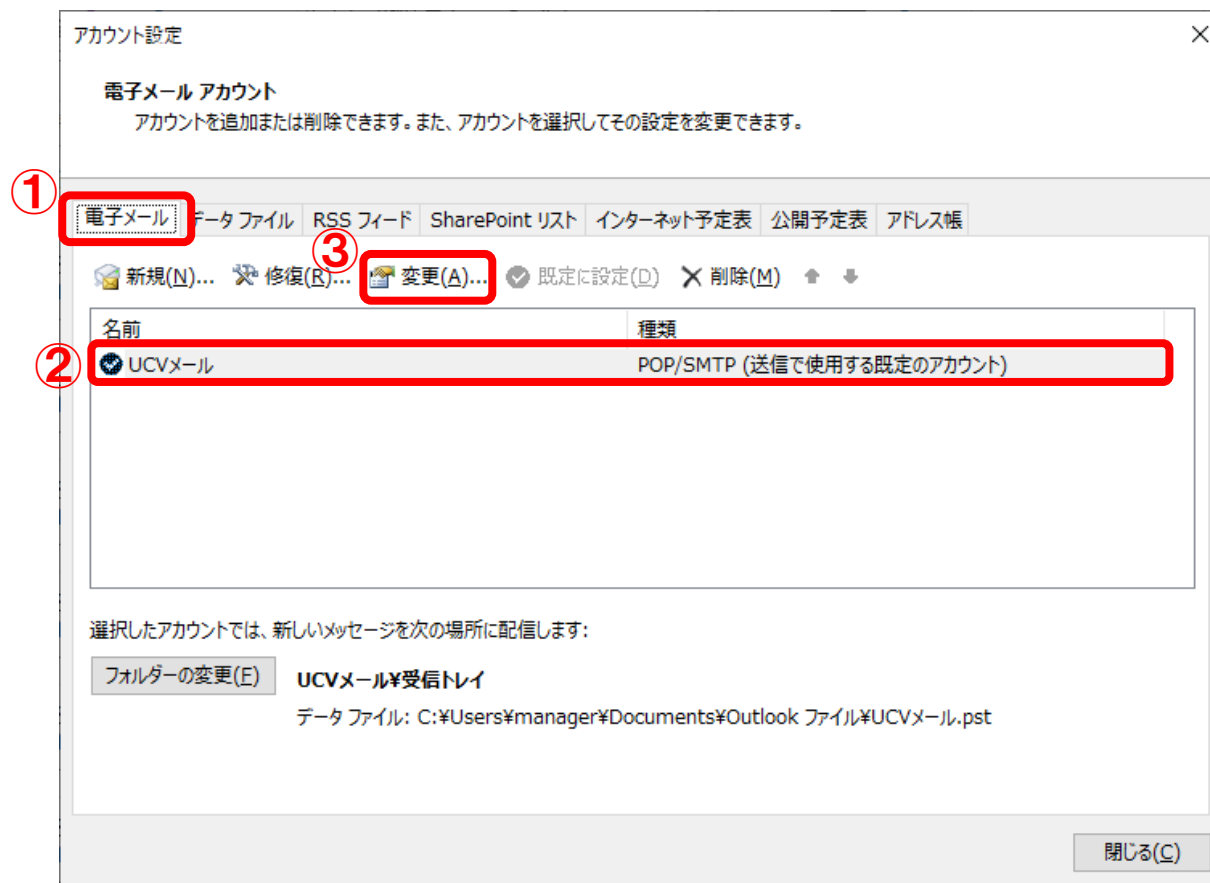 アカウント設定
電子メール アカウント
アカウントを追加または削除できます。また、アカウントを選択してその設定を変更できます。
①
電子メール データ ファイル RSS フィード SharePoint リスト インターネット予定表 公開予定表 アドレス帳
③
新規(N)... 修復(R)... 変更(A)... 既定に設定(D) 削除(M)
名前 種類
②
UCVメール POP/SMTP (送信で使用する既定のアカウント)
選択したアカウントでは、新しいメッセージを次の場所に配信します:
フォルダーの変更(F) UCVメール¥受信トレイ
データ ファイル: C:¥Users¥manager¥Documents¥Outlook ファイル¥UCVメール.pst
閉じる(C)